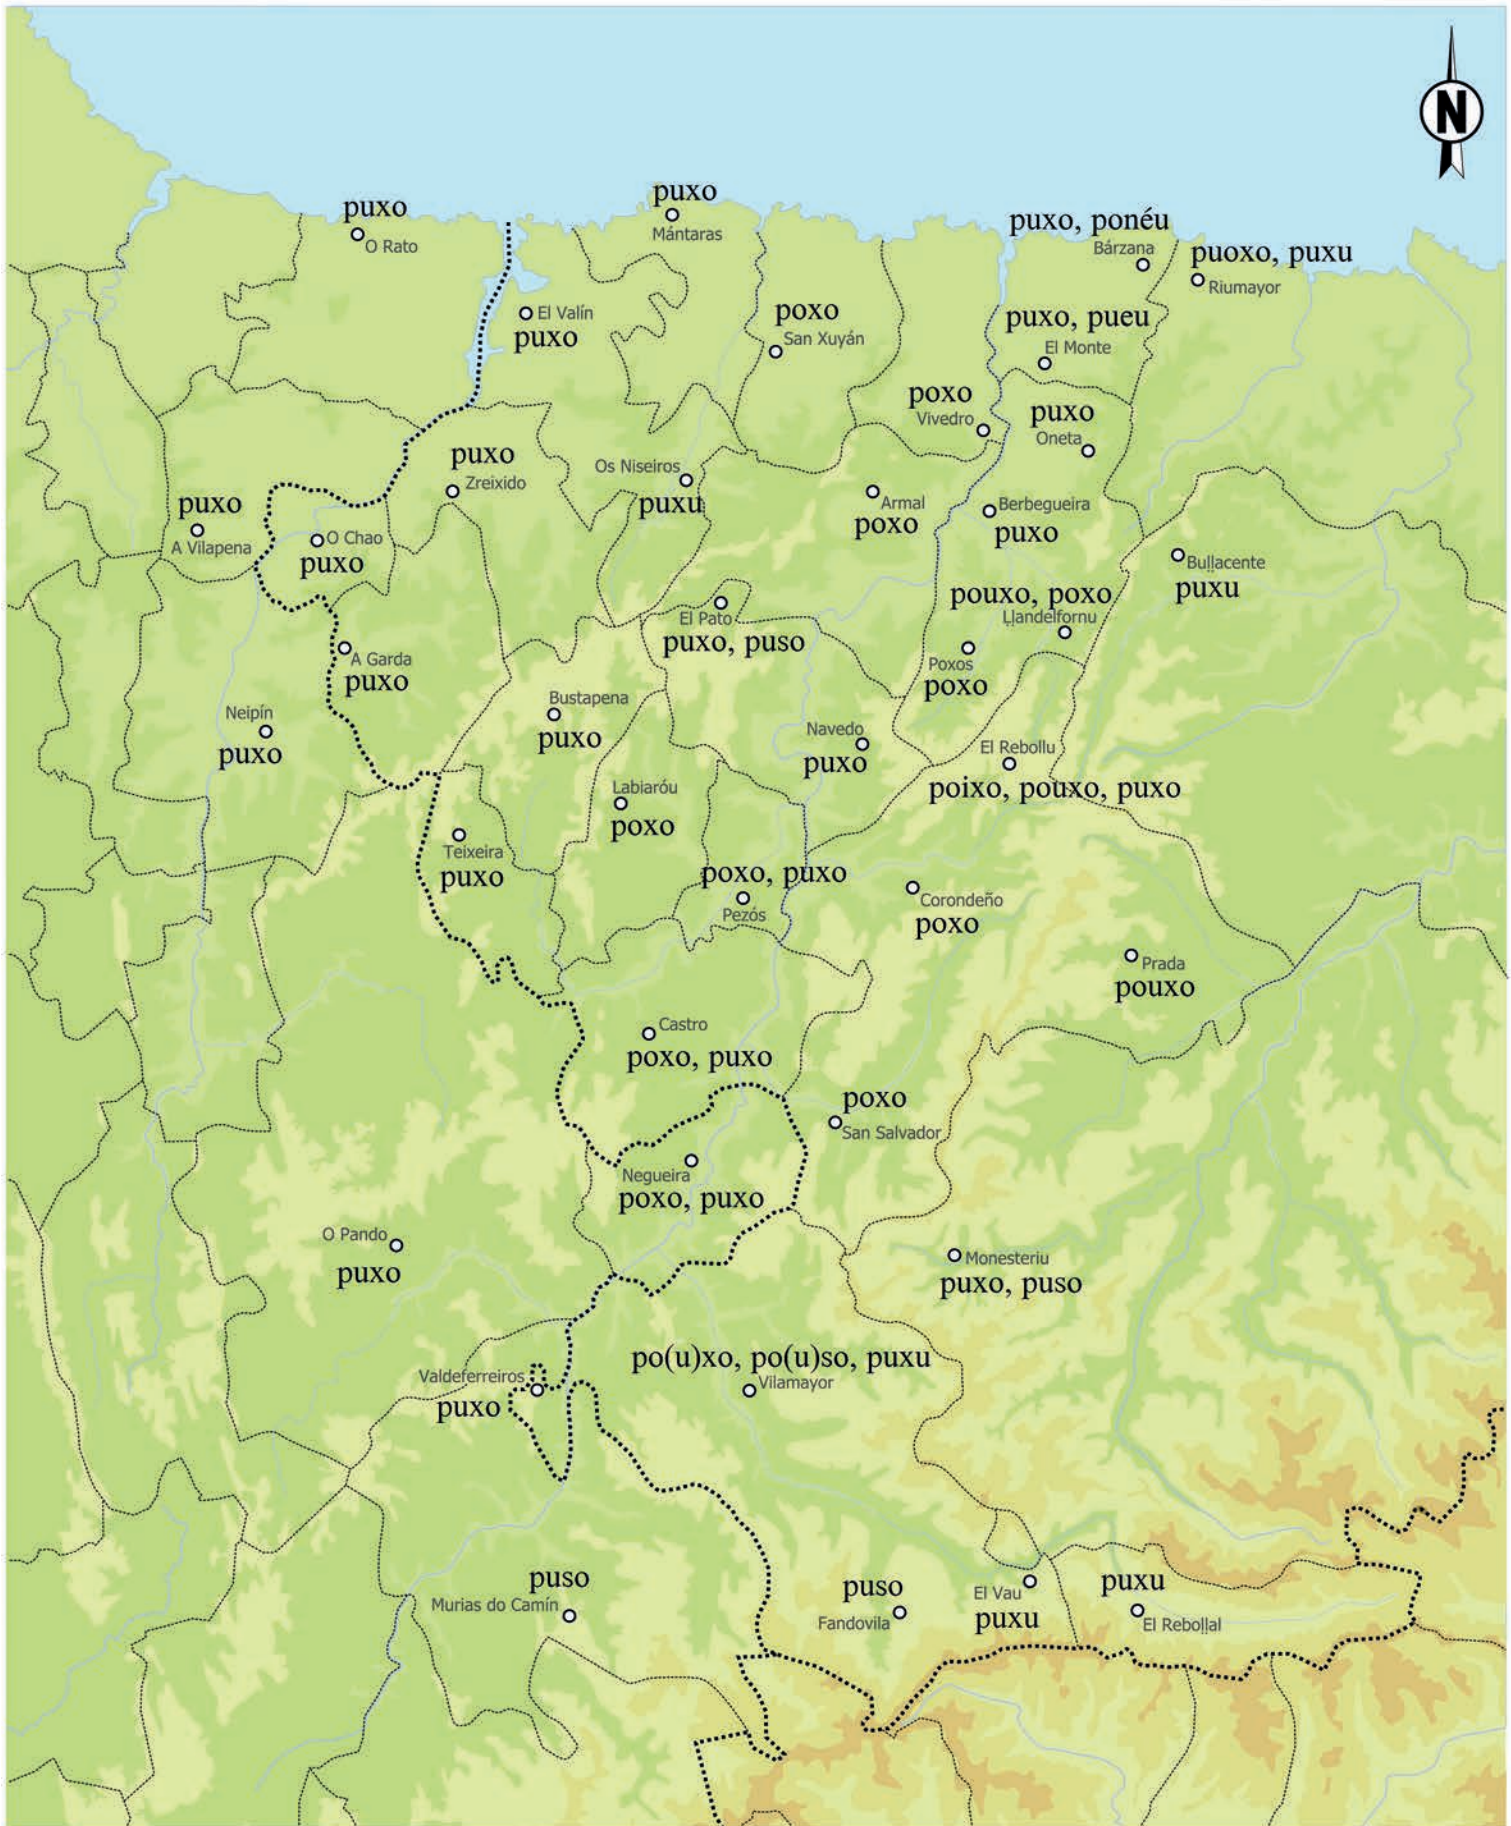 N
puxo
Mántaras
puxo
O Rato
puxo, ponéu
Bárzana
puoxo, puxu
Riumayor
El Valín
puxo
poxo
San Xuyán
puxo, pueu
El Monte
poxo
Vivedro
puxo
Oneta
puxo
Zreixido
Os Niseiros
puxu
Armal
poxo
Berbegueira
puxo
puxo
A Vilapena
O Chao
puxo
Buḷḷacente
puxu
pouxo, poxo
Ḷḷandelfornu
El Pato
puxo, puso
A Garda
puxo
Poxos
poxo
Neipín
puxo
Bustapena
puxo
Navedo
puxo
El Rebollu
poixo, pouxo, puxo
Labiaróu
poxo
Teixeira
puxo
poxo, puxo
Pezós
Corondeño
poxo
Prada
pouxo
Castro
poxo, puxo
poxo
San Salvador
Negueira
poxo, puxo
O Pando
puxo
Monesteriu
puxo, puso
po(u)xo, po(u)so, puxu
Vilamayor
Valdeferreiros
puxo
puso
Murias do Camín
puso
Fandovila
El Vau
puxu
puxu
El Reboḷḷal